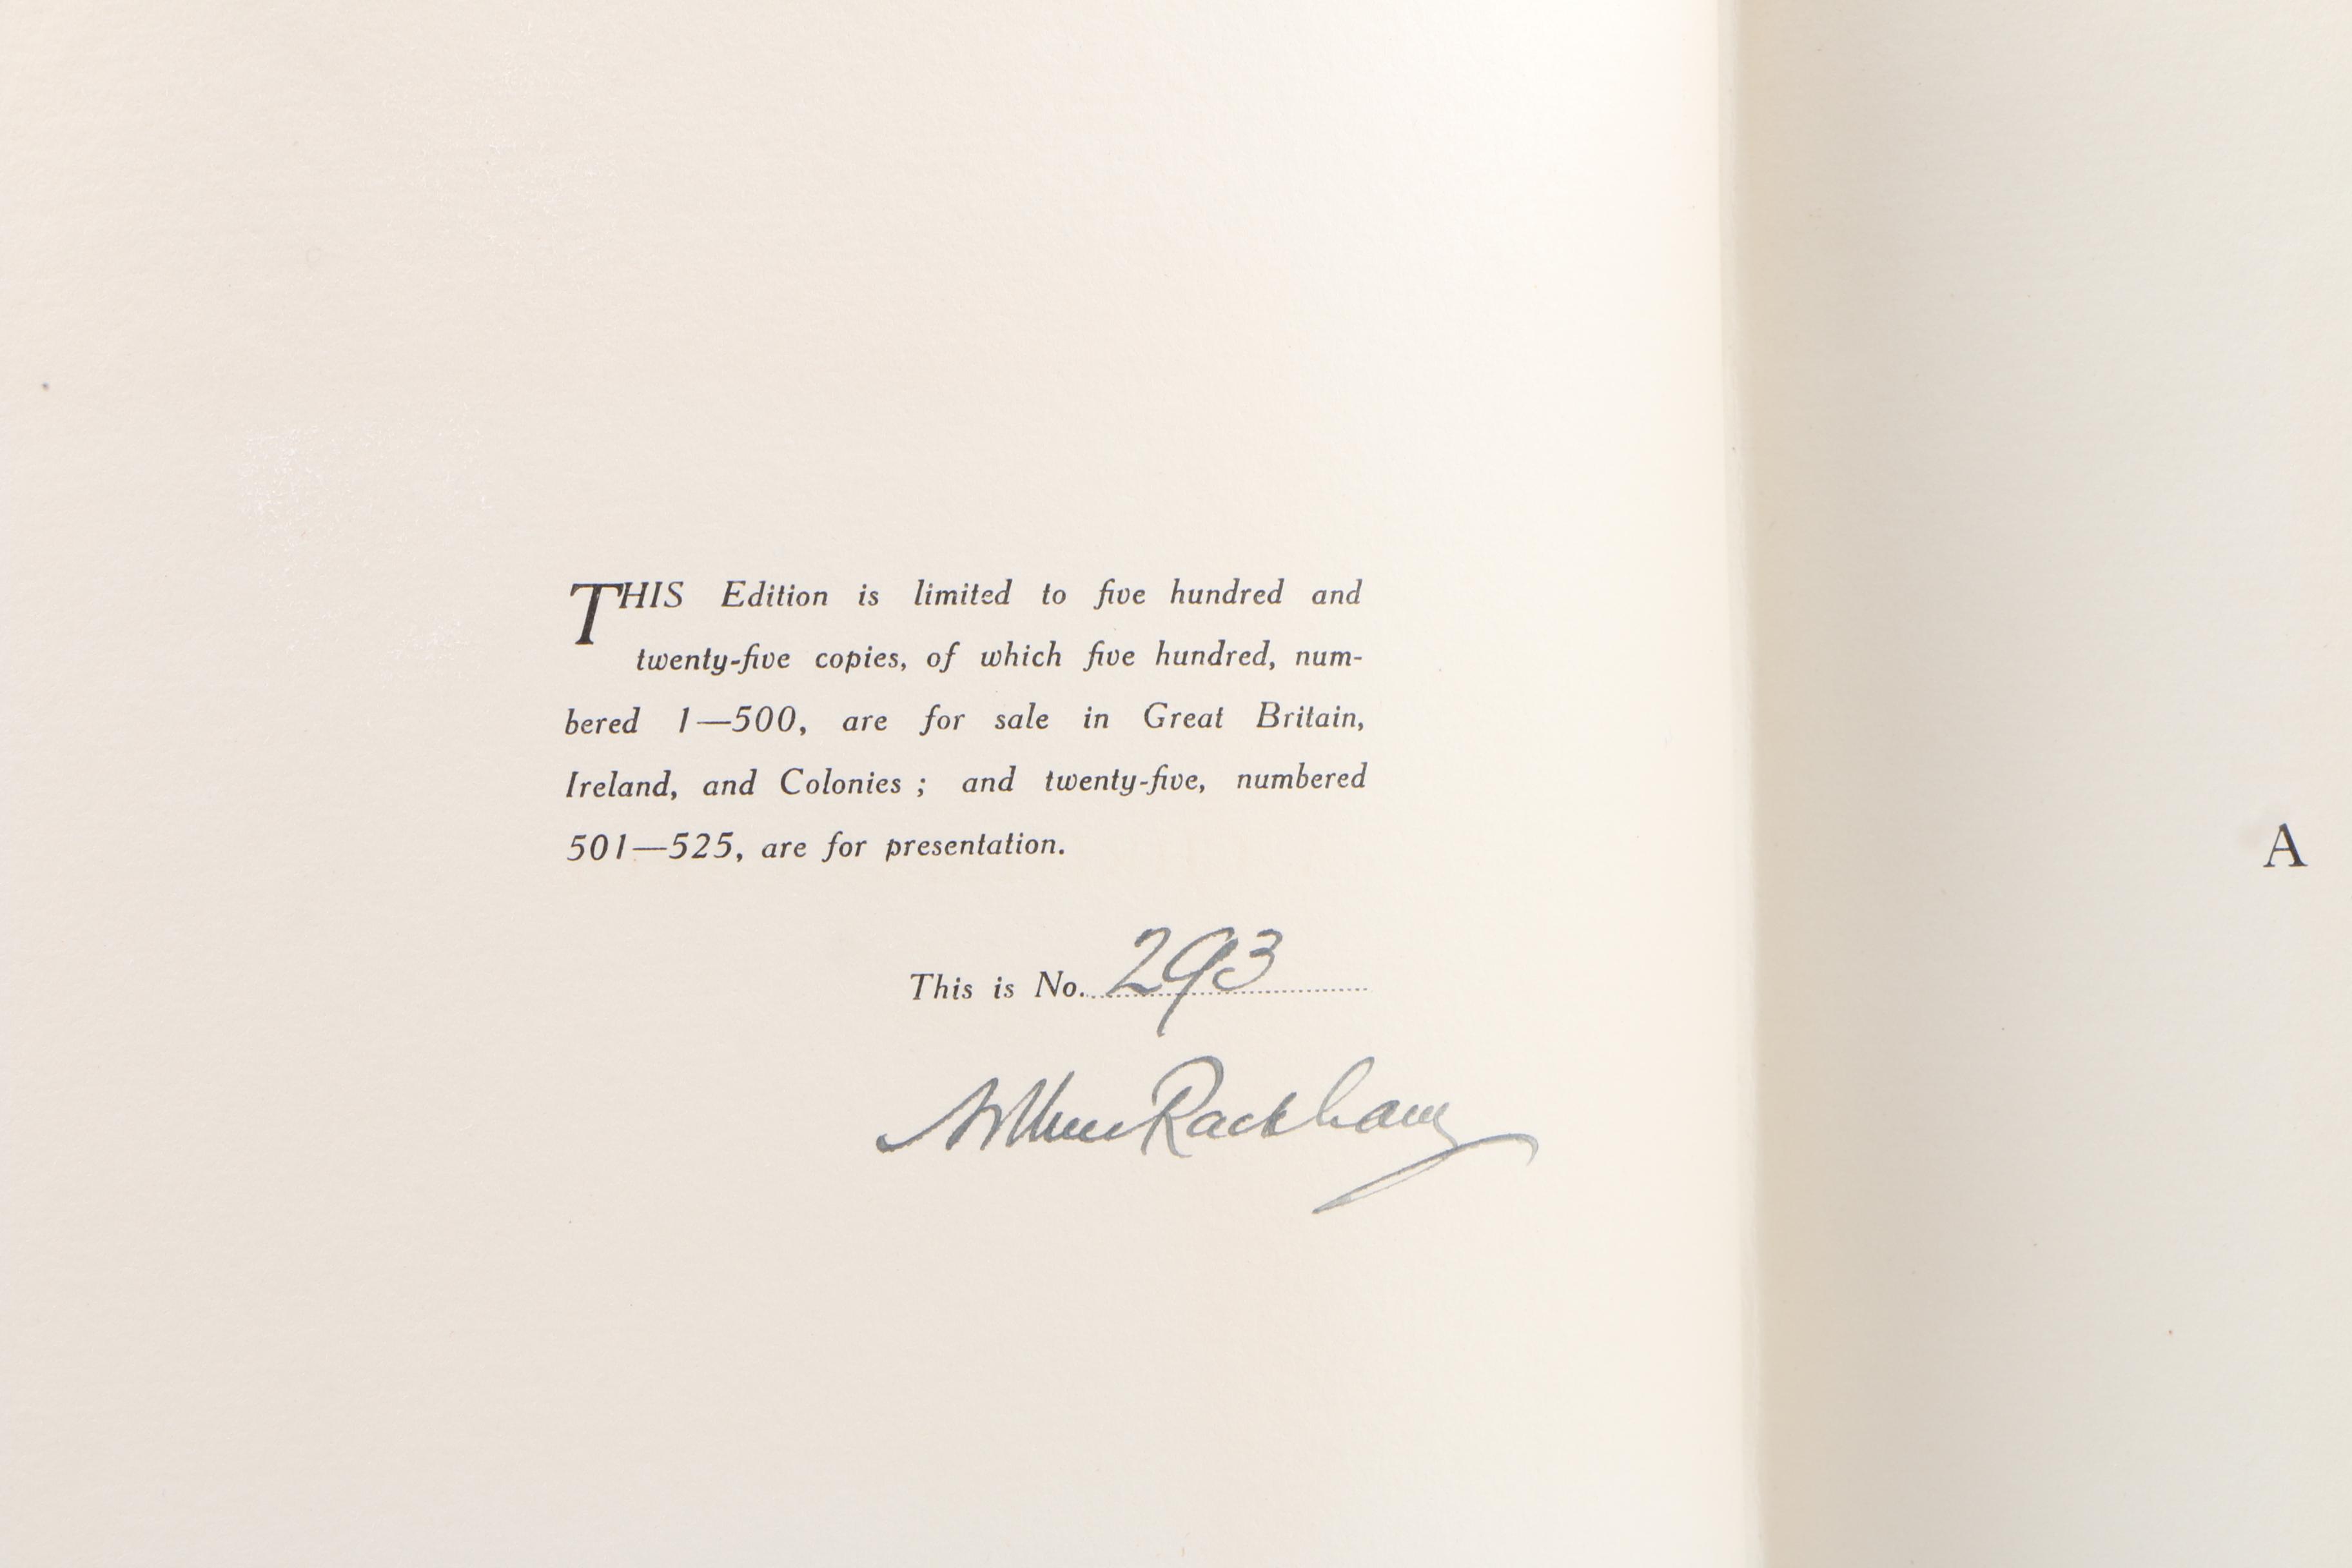 THIS Edition is limited to five hundred and
twenty-five copies, of which five hundred, num-
bered 1—500, are for sale in Great Britain,
Ireland, and Colonies ; and twenty-five, numbered
501—525, are for presentation.
This is No. 293
Arthur Rackham
A